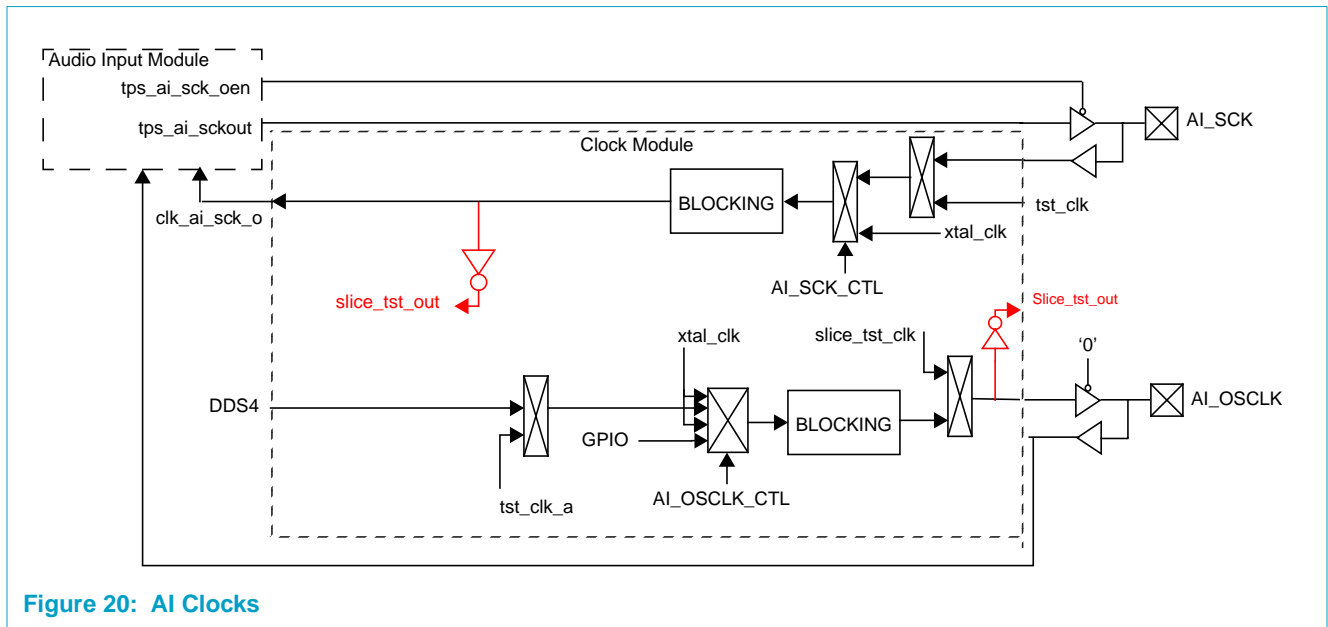 Audio Input Module
tps_ai_sck_oen
tps_ai_sckout
AI_SCK
Clock Module
BLOCKING
tst_clk
clk_ai_sck_o
xtal_clk
AI_SCK_CTL
slice_tst_out
Slice_tst_out
xtal_clk
slice_tst_clk
'0'
DDS4
AI_OSCLK
GPIO
BLOCKING
tst_clk_a
AI_OSCLK_CTL
Figure 20: AI Clocks